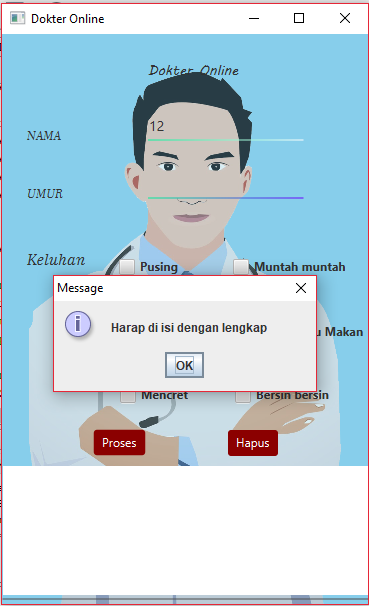 Dokter Online
Dokter Online
12
NAMA
UMUR
Keluhan
Pusing
Muntah muntah
Message
Harap di isi dengan lengkap
Makan
OK
Mencret
Bersin bersin
Proses
Hapus